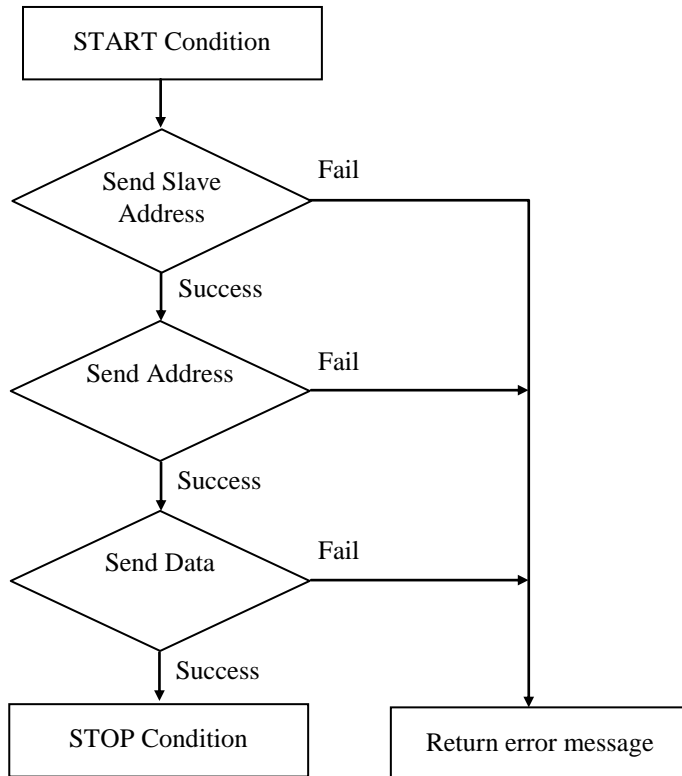 START Condition
Send Slave
Address
Fail
Success
Send Address
Fail
Success
Send Data
Fail
Success
STOP Condition
Return error message